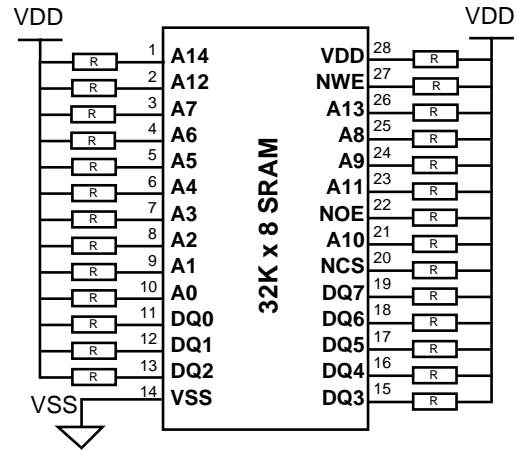 VDD VDD
R 1 A14 VDD 28 R
R 2 A12 NWE 27 R
R 3 A7 A13 26 R
R 4 A6 A8 25 R
R 5 A5 A9 24 R
R 6 A4 A11 23 R
R 7 A3 NOE 22 R
R 8 A2 A10 21 R
R 9 A1 NCS 20 R
R 10 A0 DQ7 19 R
R 11 DQ0 DQ6 18 R
R 12 DQ1 DQ5 17 R
R 13 DQ2 DQ4 16 R
VSS 14 VSS DQ3 15 R
32K x 8 SRAM